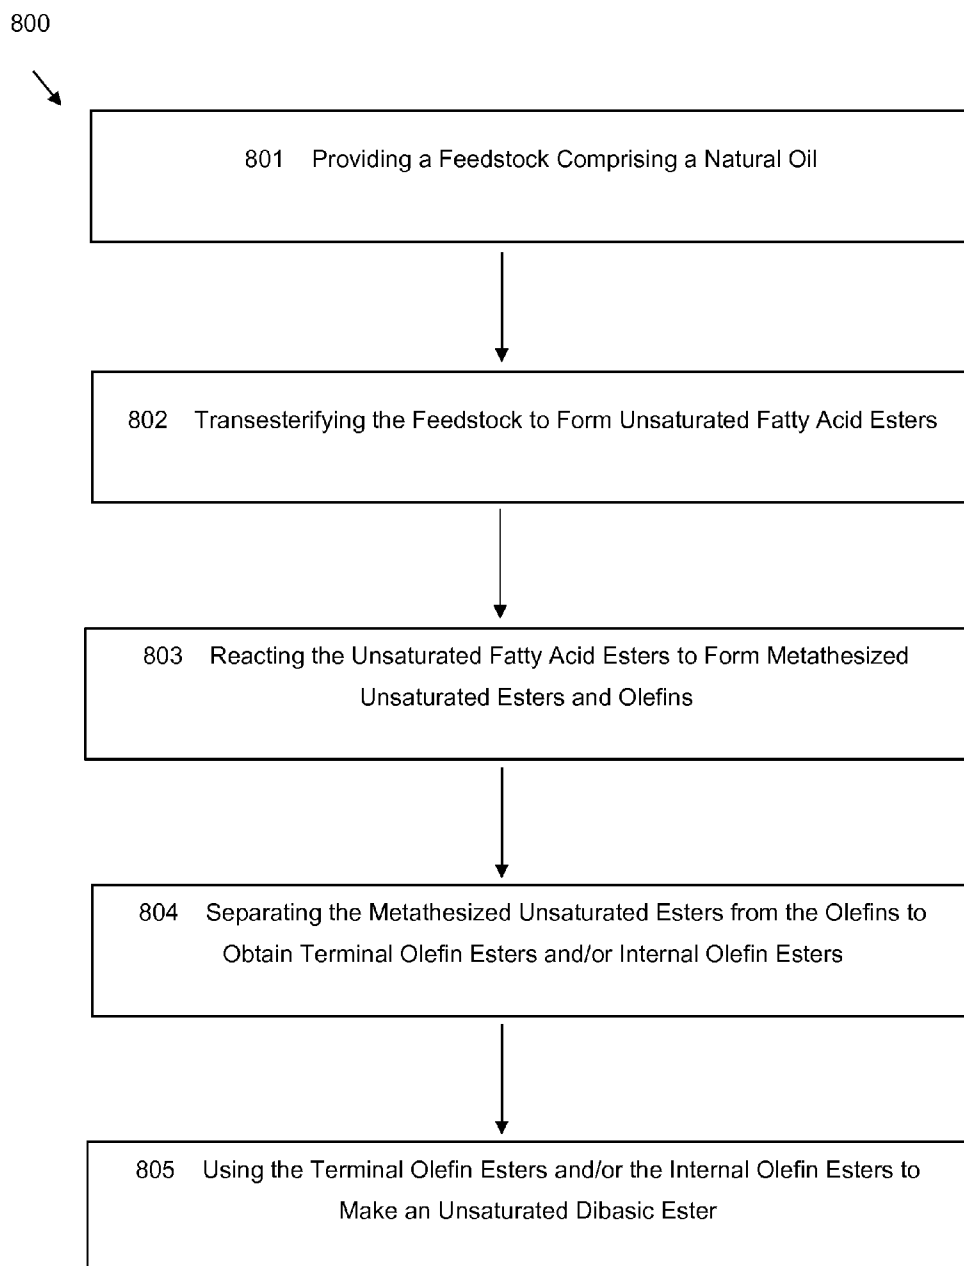 800
801 Providing a Feedstock Comprising a Natural Oil
802 Transesterifying the Feedstock to Form Unsaturated Fatty Acid Esters
803 Reacting the Unsaturated Fatty Acid Esters to Form Metathesized
Unsaturated Esters and Olefins
804 Separating the Metathesized Unsaturated Esters from the Olefins to
Obtain Terminal Olefin Esters and/or Internal Olefin Esters
805 Using the Terminal Olefin Esters and/or the Internal Olefin Esters to
Make an Unsaturated Dibasic Ester